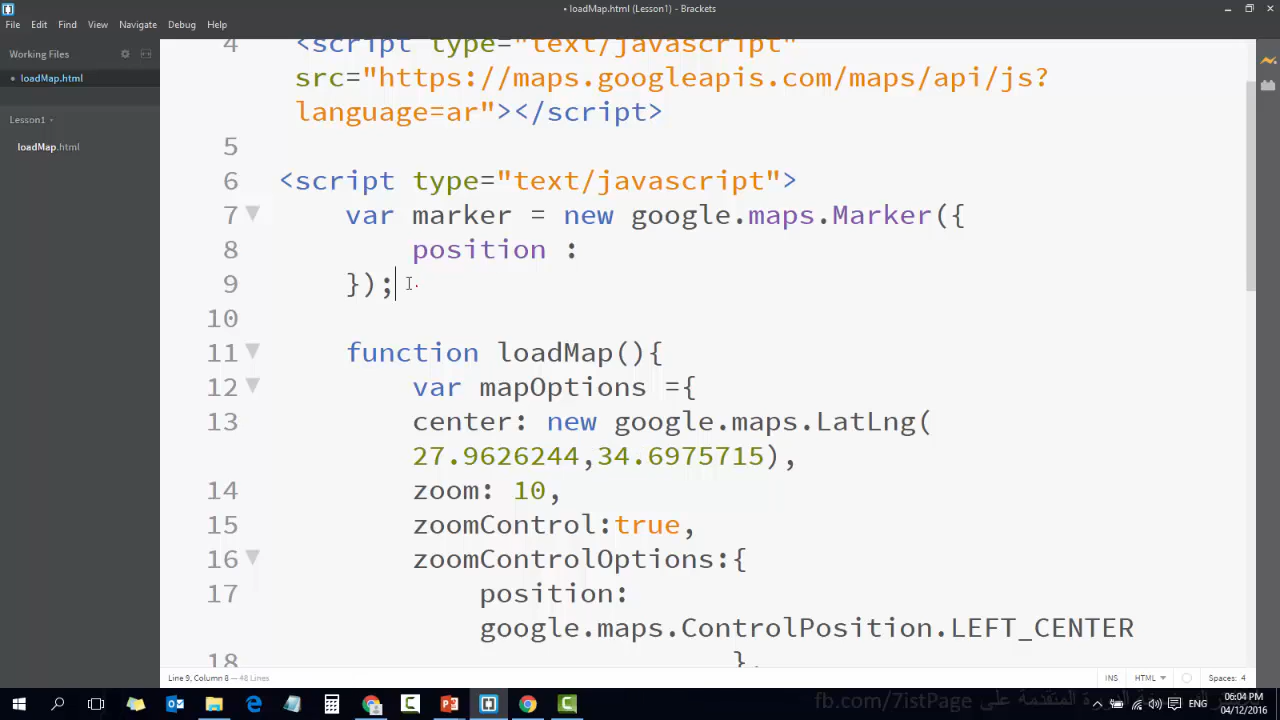 • loadMap.html (Lesson1) - Brackets
File Edit Find View Navigate Debug Help
Working Files
• loadMap.html
Lesson1
loadMap.html
4 <script type="text/javascript"
src="https://maps.googleapis.com/maps/api/js?
language=ar"></script>
5
6 <script type="text/javascript">
7 var marker = new google.maps.Marker({
8 position :
9 });
10
11 function loadMap(){
12 var mapOptions ={
13 center: new google.maps.LatLng(
27.9626244,34.6975715),
14 zoom: 10,
15 zoomControl:true,
16 zoomControlOptions:{
17 position:
google.maps.ControlPosition.LEFT_CENTER
18 },
Line 9, Column 8 — 48 Lines
INS HTML Spaces: 4
fb.com/7istPage المتقدمة على
ENG
06:04 PM
04/12/2016